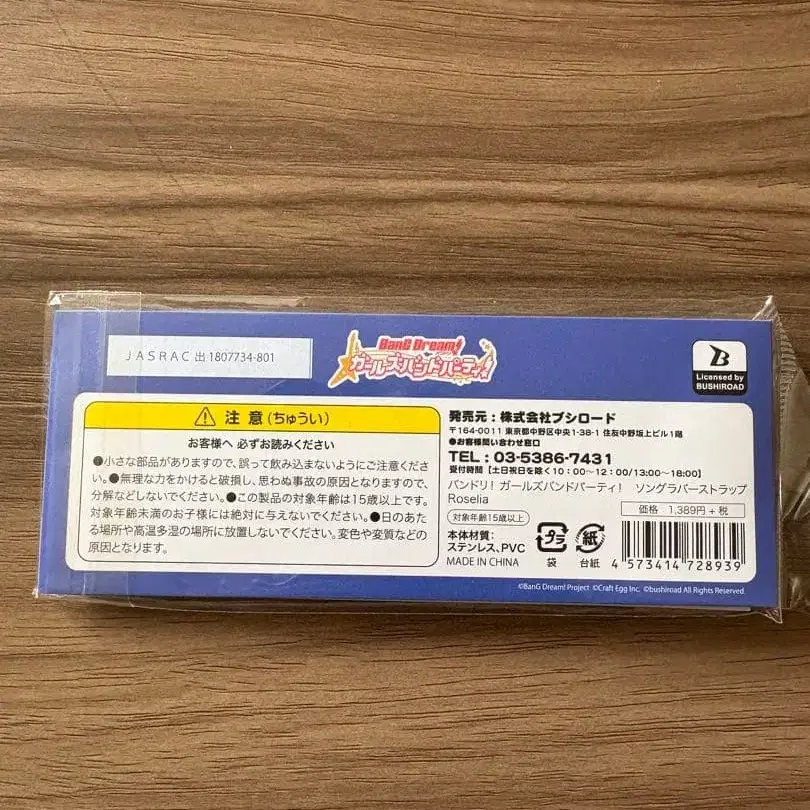 JASRAC 出 1807734-801
BanG Dream!
ガールズバンドパーティ!
B
Licensed by
BUSHIROAD
注 意 (ちゅうい)
お客様へ 必ずお読みください
●小さな部品がありますので、誤って飲み込まないようにご注意くださ
い。●無理な力をかけると破損し、思わぬ事故の原因となりますので、
分解などしないでください。●この製品の対象年齢は15歳以上です。
対象年齢未満のお子様には絶対に与えないでください。●日のあた
る場所や高温多湿の場所に放置しないでください。変色や変質などの
原因となります。
発売元:株式会社ブシロード
〒164-0011 東京都中野区中央1-38-1 住友中野坂上ビル1階
●お客様問い合わせ窓口
TEL:03-5386-7431
受付時間【土日祝日を除く10:00~12:00/13:00~18:00】
バンドリ! ガールズバンドパーティ! ソングラバーストラップ
Roselia
価格 1,389円+税
対象年齢15歳以上
本体材質:
ステンレス、PVC
MADE IN CHINA
プラ
袋
紙
台紙
4 573414 728939
©BanG Dream! Project ©Craft Egg Inc. ©bushiroad All Rights Reserved.